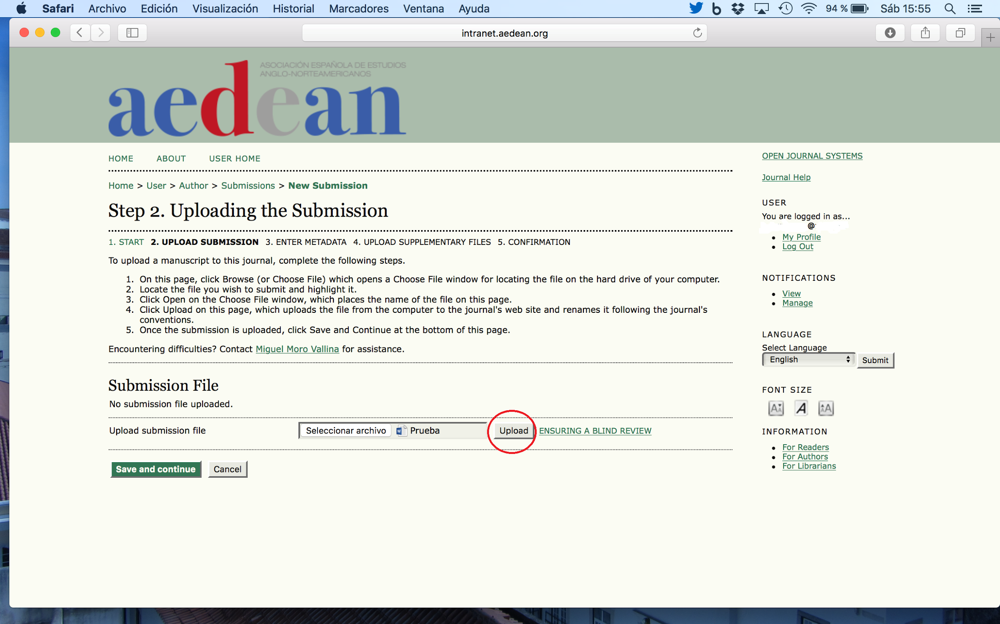 Safari Archivo Edición Visualización Historial Marcadores Ventana Ayuda 94 % Sáb 15:55
intranet.aedean.org
ASOCIACIÓN ESPAÑOLA DE ESTUDIOS
ANGLO-NORTEAMERICANOS
aedean
HOME ABOUT USER HOME
Home > User > Author > Submissions > New Submission
Step 2. Uploading the Submission
1. START 2. UPLOAD SUBMISSION 3. ENTER METADATA 4. UPLOAD SUPPLEMENTARY FILES 5. CONFIRMATION
To upload a manuscript to this journal, complete the following steps.
1. On this page, click Browse (or Choose File) which opens a Choose File window for locating the file on the hard drive of your computer.
2. Locate the file you wish to submit and highlight it.
3. Click Open on the Choose File window, which places the name of the file on this page.
4. Click Upload on this page, which uploads the file from the computer to the journal's web site and renames it following the journal's
conventions.
5. Once the submission is uploaded, click Save and Continue at the bottom of this page.
Encountering difficulties? Contact Miguel Moro Vallina for assistance.
Submission File
No submission file uploaded.
Upload submission file Seleccionar archivo Prueba Upload ENSURING A BLIND REVIEW
Save and continue Cancel
OPEN JOURNAL SYSTEMS
Journal Help
USER
You are logged in as...
@
My Profile
Log Out
NOTIFICATIONS
View
Manage
LANGUAGE
Select Language
English Submit
FONT SIZE
INFORMATION
For Readers
For Authors
For Librarians